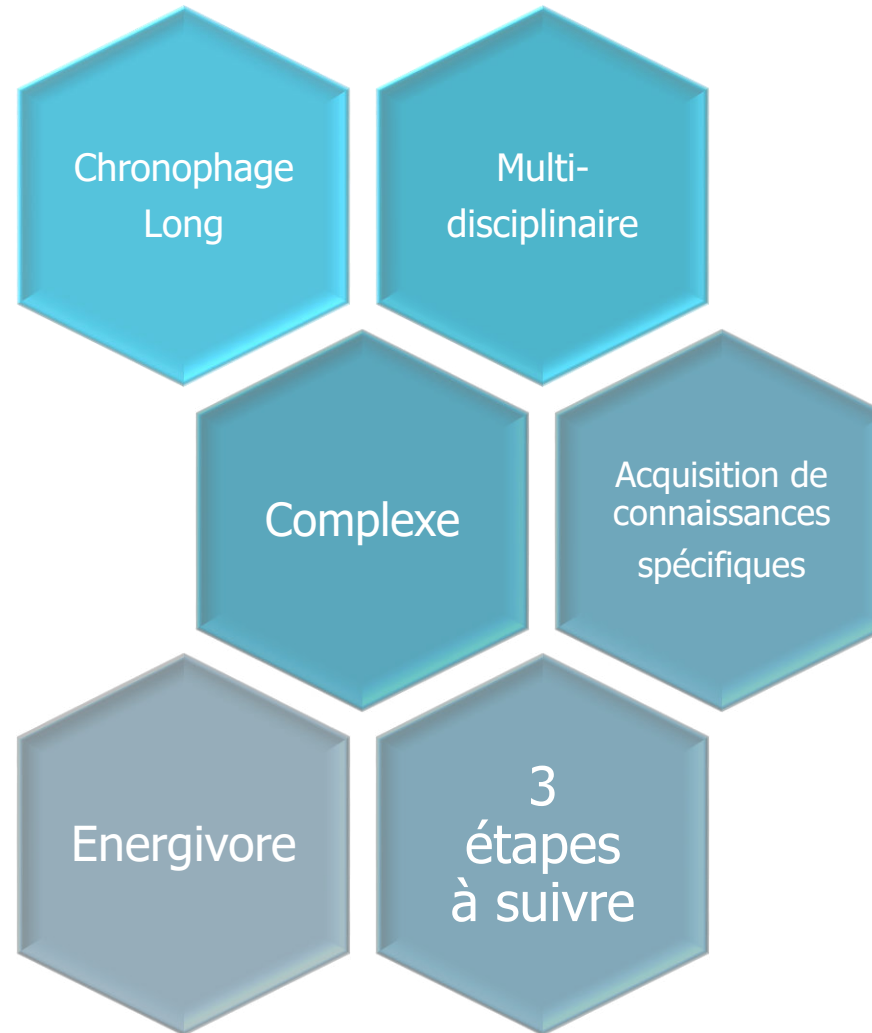 Chronophage
Long
Multi-
disciplinaire
Complexe
Acquisition de
connaissances
spécifiques
Energivore
3
étapes
à suivre